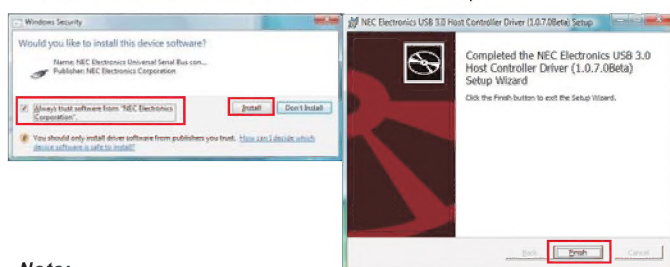 Windows Security
Would you like to install this device software?
Name: NEC Electronics Universal Serial Bus con...
Publisher: NEC Electronics Corporation
Always trust software from "NEC Electronics
Corporation".
Install
Don't Install
You should only install driver software from publishers you trust. How can I decide which
device software is safe to install?
NEC Electronics USB 3.0 Host Controller Driver (1.0.7.0Beta) Setup
Completed the NEC Electronics USB 3.0
Host Controller Driver (1.0.7.0Beta)
Setup Wizard
Click the Finish button to exit the Setup Wizard.
Back
Finish
Cancel
Note: